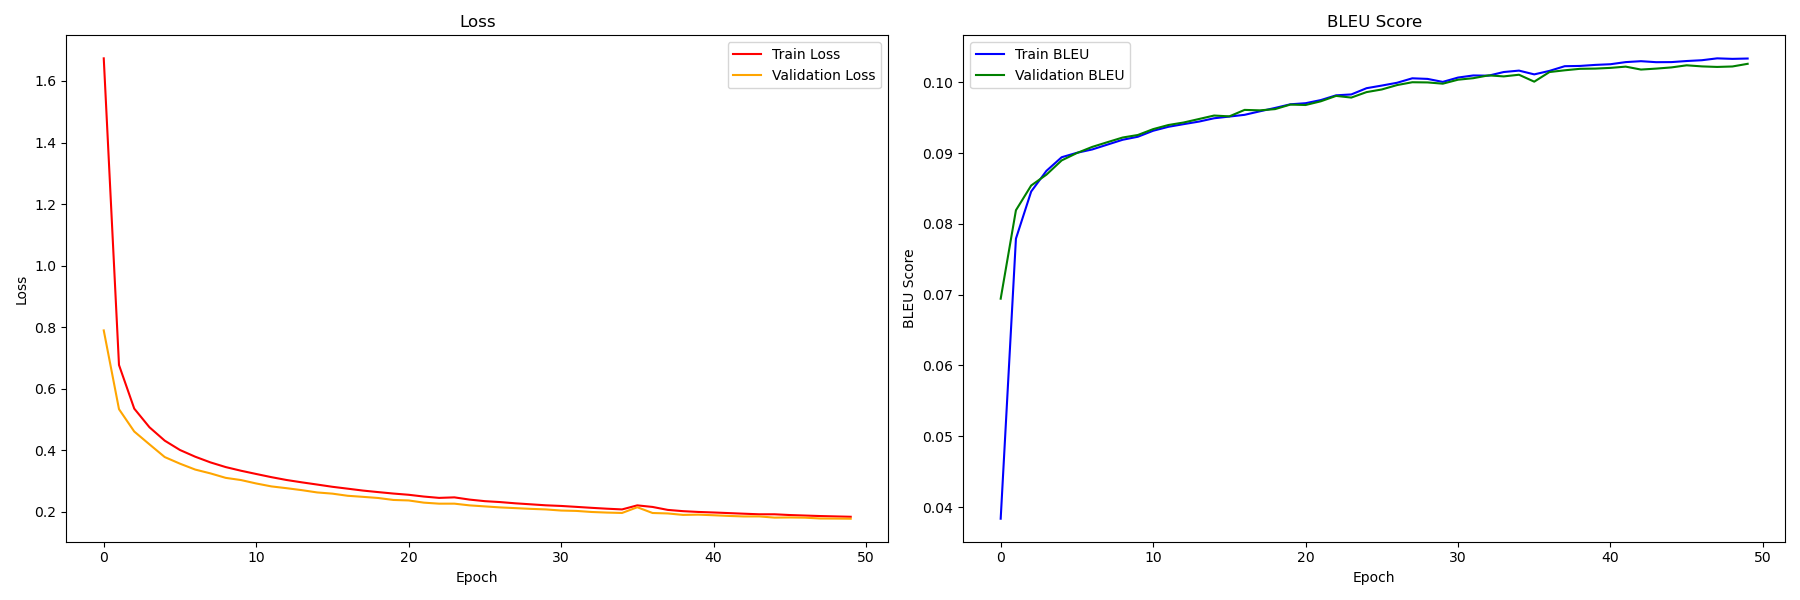 Loss
Train Loss
Validation Loss
1.6
1.4
1.2
1.0
0.8
0.6
0.4
0.2
Loss
0 10 20 30 40 50
Epoch
BLEU Score
Train BLEU
Validation BLEU
0.10
0.09
0.08
0.07
0.06
0.05
0.04
BLEU Score
0 10 20 30 40 50
Epoch